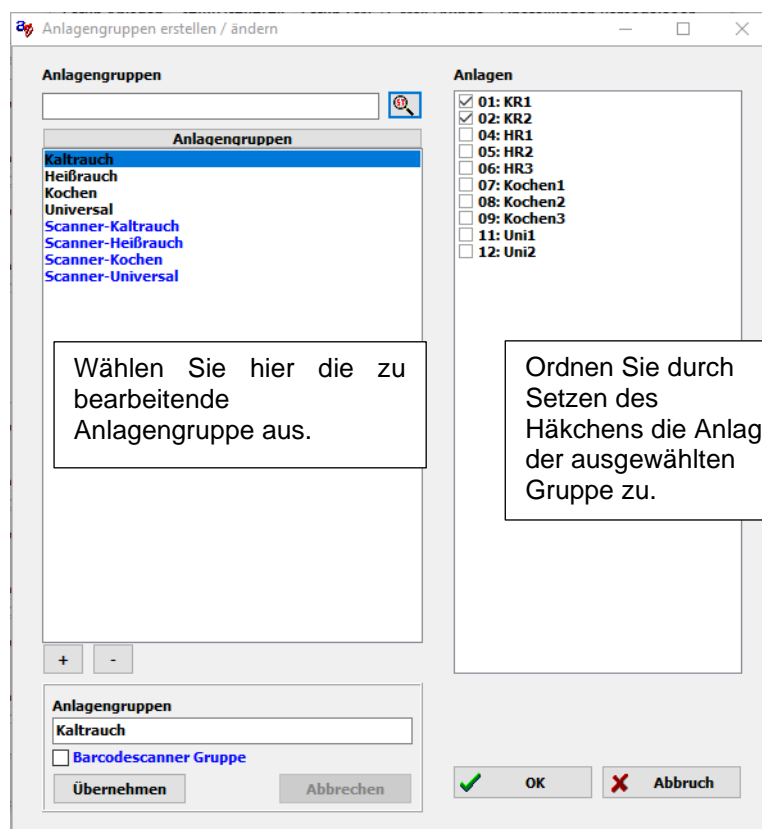 Anlagengruppen erstellen / ändern
Anlagengruppen
Anlagengruppen
Kaltrauch
Heißrauch
Kochen
Universal
Scanner-Kaltrauch
Scanner-Heißrauch
Scanner-Kochen
Scanner-Universal
Wählen Sie hier die zu
bearbeitende
Anlagengruppe aus.
+ -
Anlagengruppen
Kaltrauch
Barcodescanner Gruppe
Übernehmen Abbrechen
Anlagen
01: KR1
02: KR2
04: HR1
05: HR2
06: HR3
07: Kochen1
08: Kochen2
09: Kochen3
11: Uni1
12: Uni2
Ordnen Sie durch
Setzen des
Häkchens die Anlag
der ausgewählten
Gruppe zu.
OK Abbruch